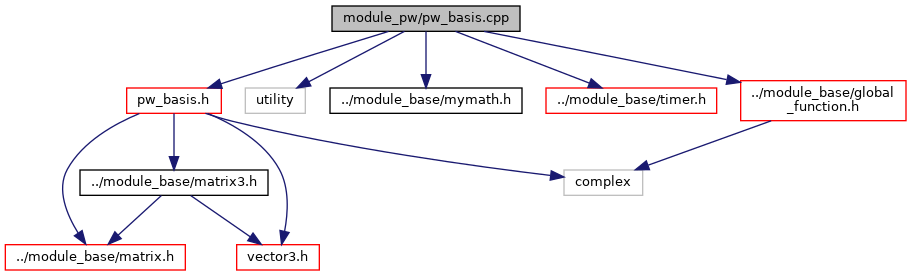 module_pw/pw_basis.cpp
pw_basis.h
utility
../module_base/mymath.h
../module_base/timer.h
../module_base/global
_function.h
../module_base/matrix3.h
complex
../module_base/matrix.h
vector3.h